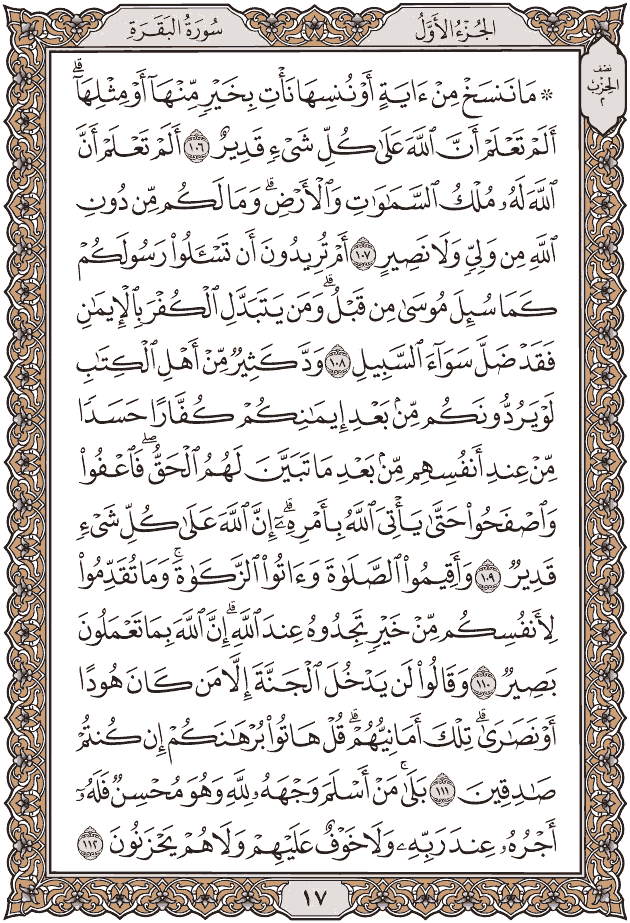 الجُزْءُ الأَوَّلُ
سُورَةُ البَقَرَةِ
نصف
الحزب
٢
۞ مَا نَنسَخْ مِنْ ءَايَةٍ أَوْ نُنسِهَا نَأْتِ بِخَيْرٍ مِّنْهَآ أَوْ مِثْلِهَآۗ
أَلَمْ تَعْلَمْ أَنَّ ٱللَّهَ عَلَىٰ كُلِّ شَىْءٍ قَدِيرٌ ١٠٦ أَلَمْ تَعْلَمْ أَنَّ
ٱللَّهَ لَهُۥ مُلْكُ ٱلسَّمَٰوَٰتِ وَٱلْأَرْضِۗ وَمَا لَكُم مِّن دُونِ
ٱللَّهِ مِن وَلِىٍّ وَلَا نَصِيرٍ ١٠٧ أَمْ تُرِيدُونَ أَن تَسْـَٔلُوا۟ رَسُولَكُمْ
كَمَا سُئِلَ مُوسَىٰ مِن قَبْلُۗ وَمَن يَتَبَدَّلِ ٱلْكُفْرَ بِٱلْإِيمَٰنِ
فَقَدْ ضَلَّ سَوَآءَ ٱلسَّبِيلِ ١٠٨ وَدَّ كَثِيرٌ مِّنْ أَهْلِ ٱلْكِتَٰبِ
لَوْ يَرُدُّونَكُم مِّنۢ بَعْدِ إِيمَٰنِكُمْ كُفَّارًا حَسَدًا
مِّنْ عِندِ أَنفُسِهِم مِّنۢ بَعْدِ مَا تَبَيَّنَ لَهُمُ ٱلْحَقُّۖ فَٱعْفُوا۟
وَٱصْفَحُوا۟ حَتَّىٰ يَأْتِىَ ٱللَّهُ بِأَمْرِهِۦٓۗ إِنَّ ٱللَّهَ عَلَىٰ كُلِّ شَىْءٍ
قَدِيرٌ ١٠٩ وَأَقِيمُوا۟ ٱلصَّلَوٰةَ وَءَاتُوا۟ ٱلزَّكَوٰةَۚ وَمَا تُقَدِّمُوا۟
لِأَنفُسِكُم مِّنْ خَيْرٍ تَجِدُوهُ عِندَ ٱللَّهِۗ إِنَّ ٱللَّهَ بِمَا تَعْمَلُونَ
بَصِيرٌ ١١٠ وَقَالُوا۟ لَن يَدْخُلَ ٱلْجَنَّةَ إِلَّا مَن كَانَ هُودًا
أَوْ نَصَٰرَىٰۗ تِلْكَ أَمَانِيُّهُمْۗ قُلْ هَاتُوا۟ بُرْهَٰنَكُمْ إِن كُنتُمْ
صَٰدِقِينَ ١١١ بَلَىٰۚ مَنْ أَسْلَمَ وَجْهَهُۥ لِلَّهِ وَهُوَ مُحْسِنٌ فَلَهُۥٓ
أَجْرُهُۥ عِندَ رَبِّهِۦ وَلَا خَوْفٌ عَلَيْهِمْ وَلَا هُمْ يَحْزَنُونَ ١١٢
١٧